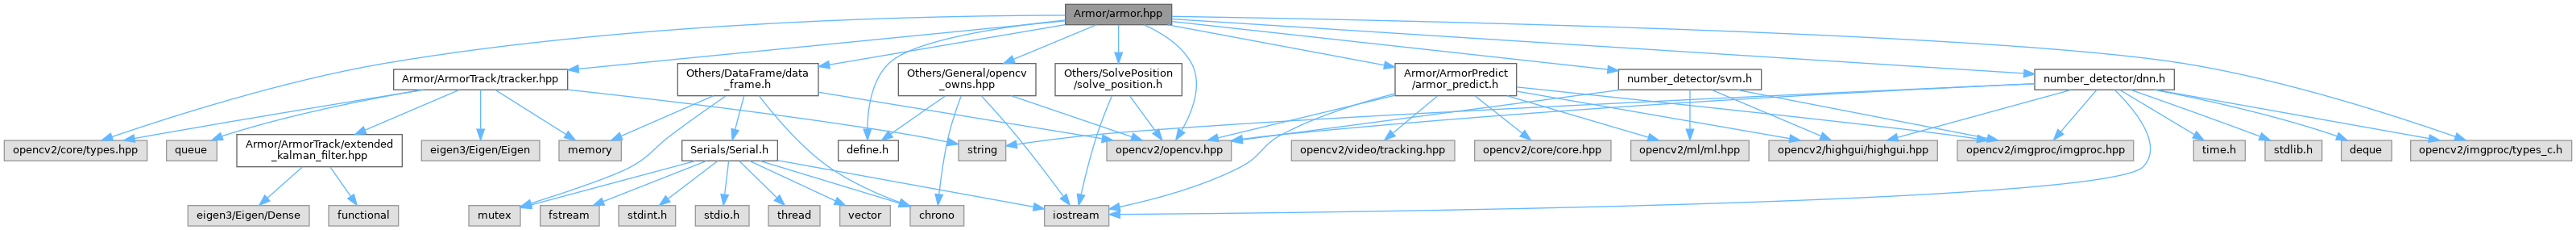 Armor/armor.hpp
Armor/ArmorTrack/tracker.hpp
Others/DataFrame/data
_frame.h
Others/General/opencv
_owns.hpp
Others/SolvePosition
/solve_position.h
Armor/ArmorPredict
/armor_predict.h
number_detector/svm.h
number_detector/dnn.h
opencv2/core/types.hpp
queue
Armor/ArmorTrack/extended
_kalman_filter.hpp
eigen3/Eigen/Eigen
memory
Serials/Serial.h
define.h
string
opencv2/opencv.hpp
opencv2/video/tracking.hpp
opencv2/core/core.hpp
opencv2/ml/ml.hpp
opencv2/highgui/highgui.hpp
opencv2/imgproc/imgproc.hpp
time.h
stdlib.h
deque
opencv2/imgproc/types_c.h
eigen3/Eigen/Dense
functional
mutex
fstream
stdint.h
stdio.h
thread
vector
chrono
iostream